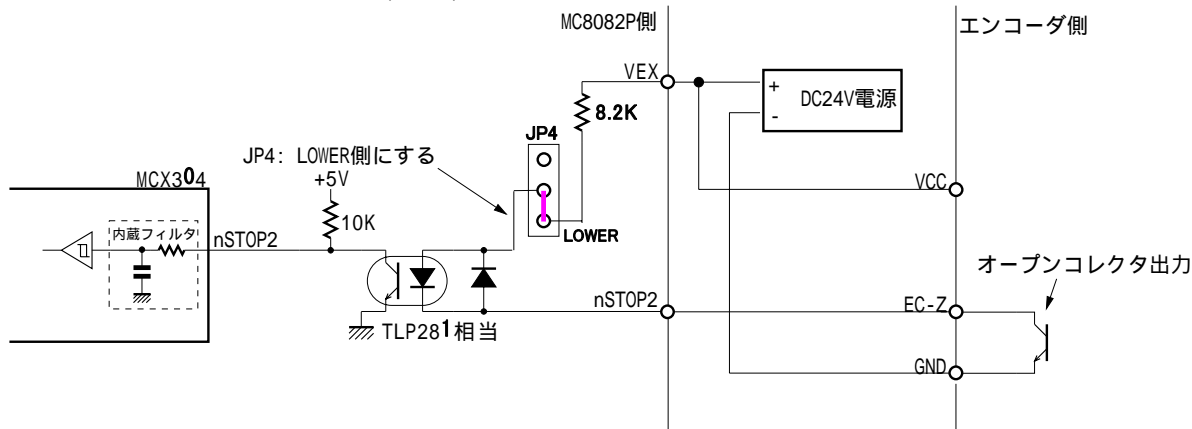 MC8082P側
エンコーダ側
VEX
+
DC24V電源
-
8.2K
JP4
JP4: LOWER側にする
MCX304
+5V
VCC
内蔵フィルタ
nSTOP2
10K
LOWER
オープンコレクタ出力
nSTOP2
EC-Z
TLP281相当
GND